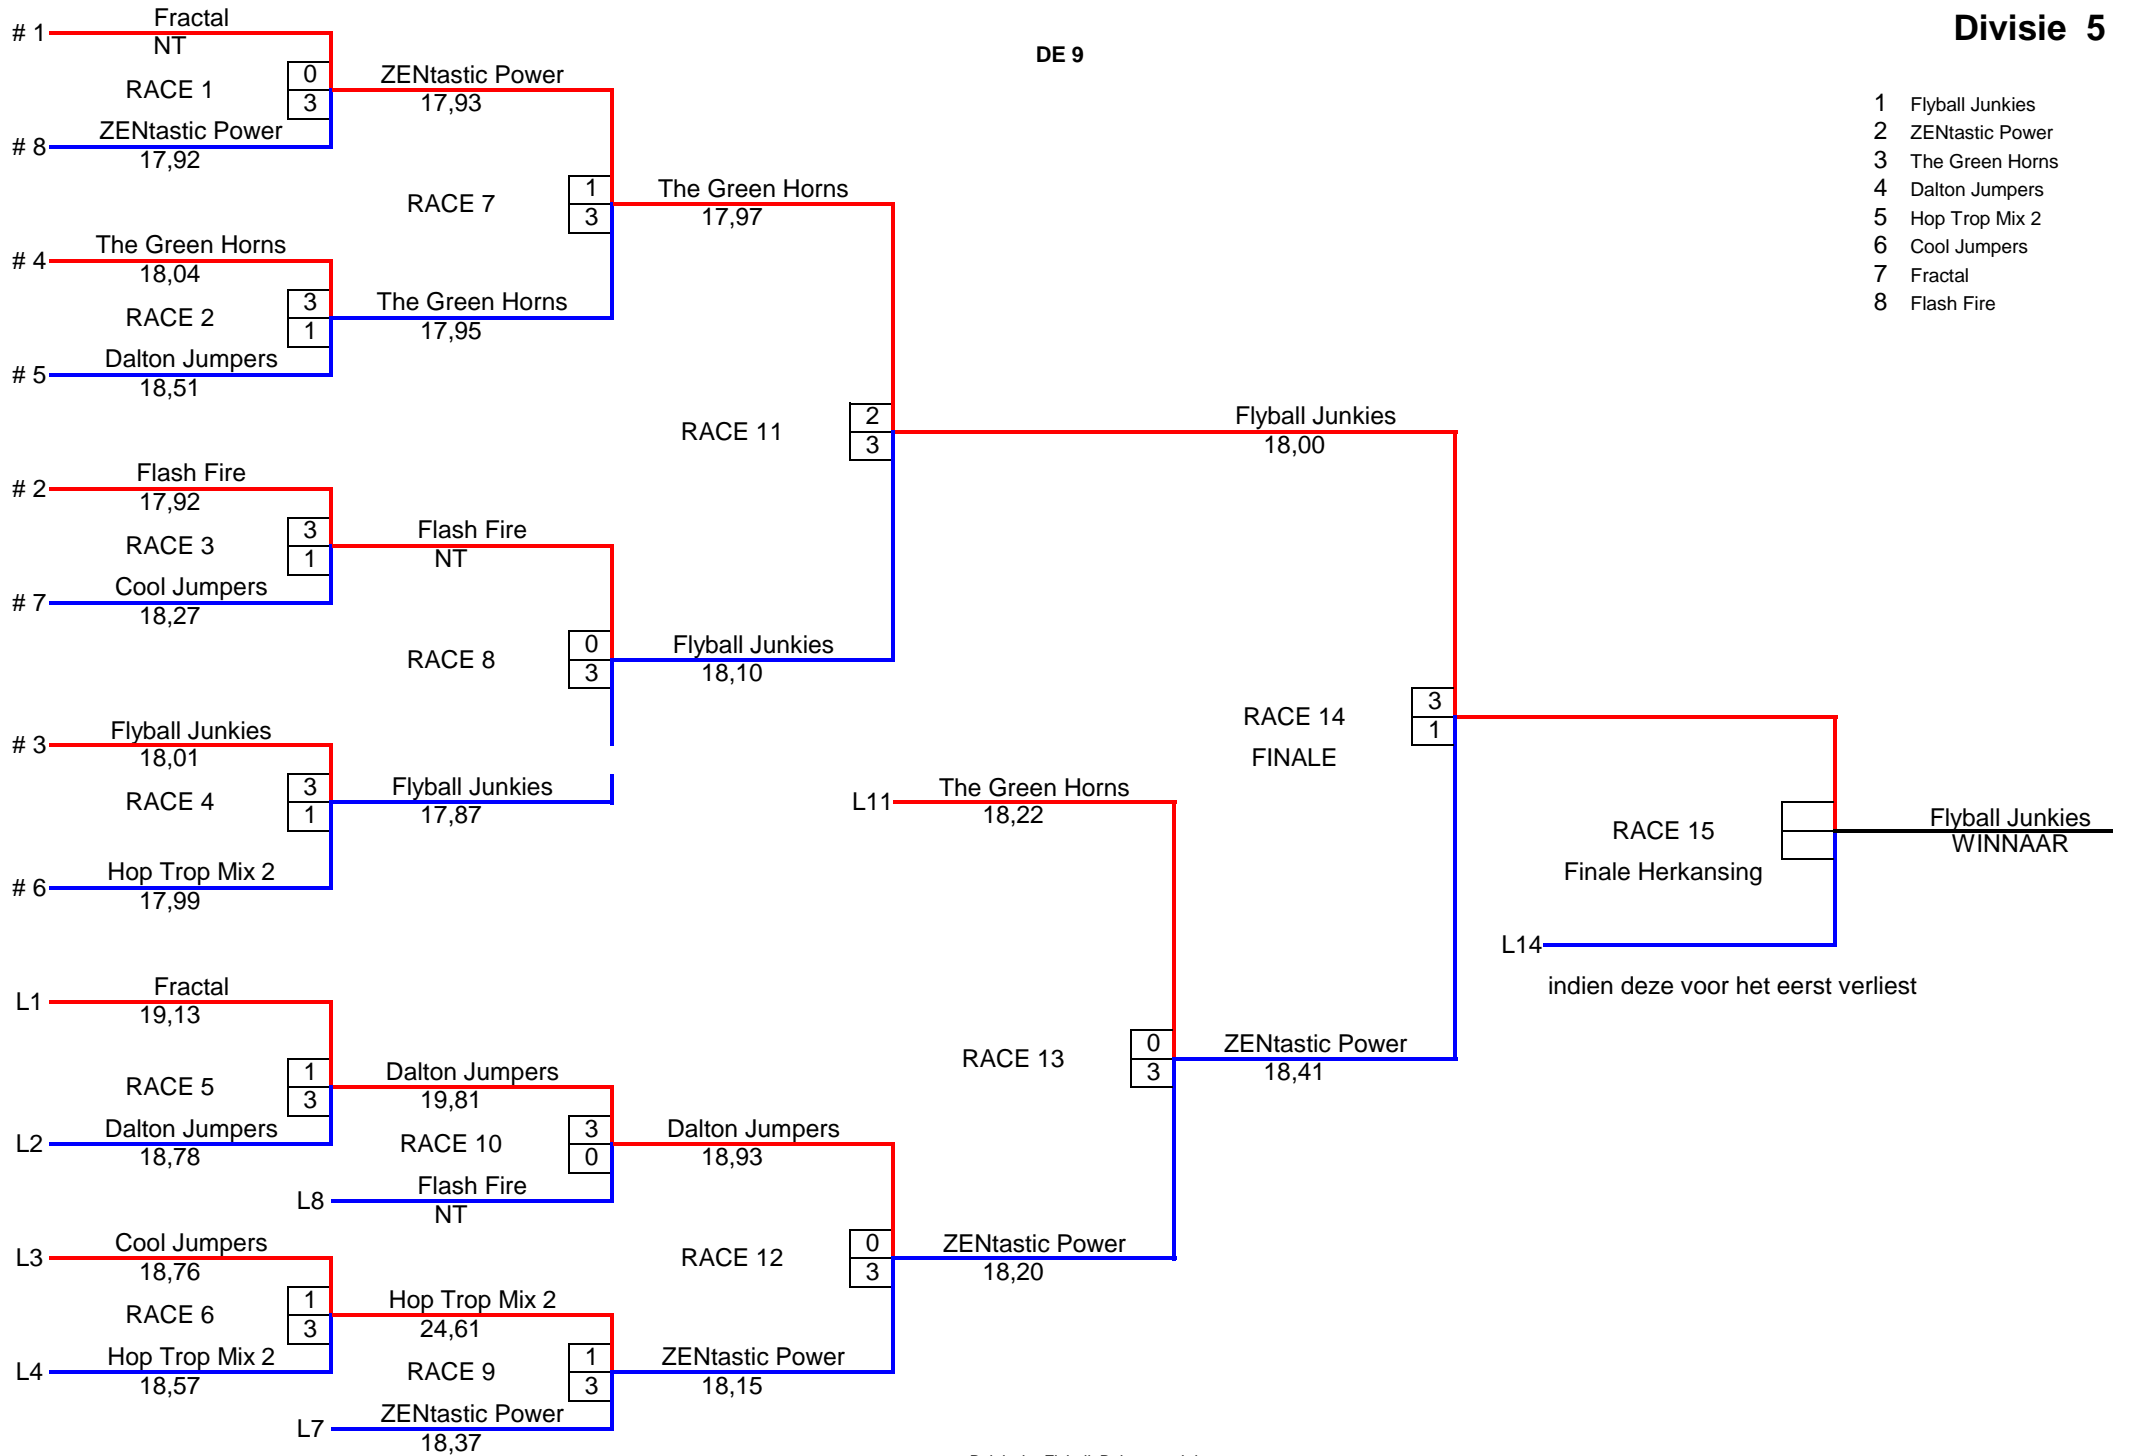 Divisie 5
DE 9
1 Flyball Junkies
2 ZENtastic Power
3 The Green Horns
4 Dalton Jumpers
5 Hop Trop Mix 2
6 Cool Jumpers
7 Fractal
8 Flash Fire
# 1 Fractal
NT
RACE 1 0
3
# 8 ZENtastic Power
17,92
# 4 The Green Horns
18,04
RACE 2 3
1
# 5 Dalton Jumpers
18,51
# 2 Flash Fire
17,92
RACE 3 3
1
# 7 Cool Jumpers
18,27
# 3 Flyball Junkies
18,01
RACE 4 3
1
# 6 Hop Trop Mix 2
17,99
L1 Fractal
19,13
RACE 5 1
3
L2 Dalton Jumpers
18,78
L3 Cool Jumpers
18,76
RACE 6 1
3
L4 Hop Trop Mix 2
18,57
ZENtastic Power
17,93
RACE 7 1
3
The Green Horns
17,95
Flash Fire
NT
RACE 8 0
3
Flyball Junkies
17,87
Dalton Jumpers
19,81
RACE 10 3
0
L8 Flash Fire
NT
Hop Trop Mix 2
24,61
RACE 9 1
3
L7 ZENtastic Power
18,37
The Green Horns
17,97
RACE 11 2
3
Flyball Junkies
18,10
Dalton Jumpers
18,93
RACE 12 0
3
ZENtastic Power
18,15
L11 The Green Horns
18,22
RACE 13 0
3
ZENtastic Power
18,20
Flyball Junkies
18,00
RACE 14 3
FINALE 1
ZENtastic Power
18,41
RACE 15
Finale Herkansing
L14
indien deze voor het eerst verliest
Flyball Junkies
WINNAAR